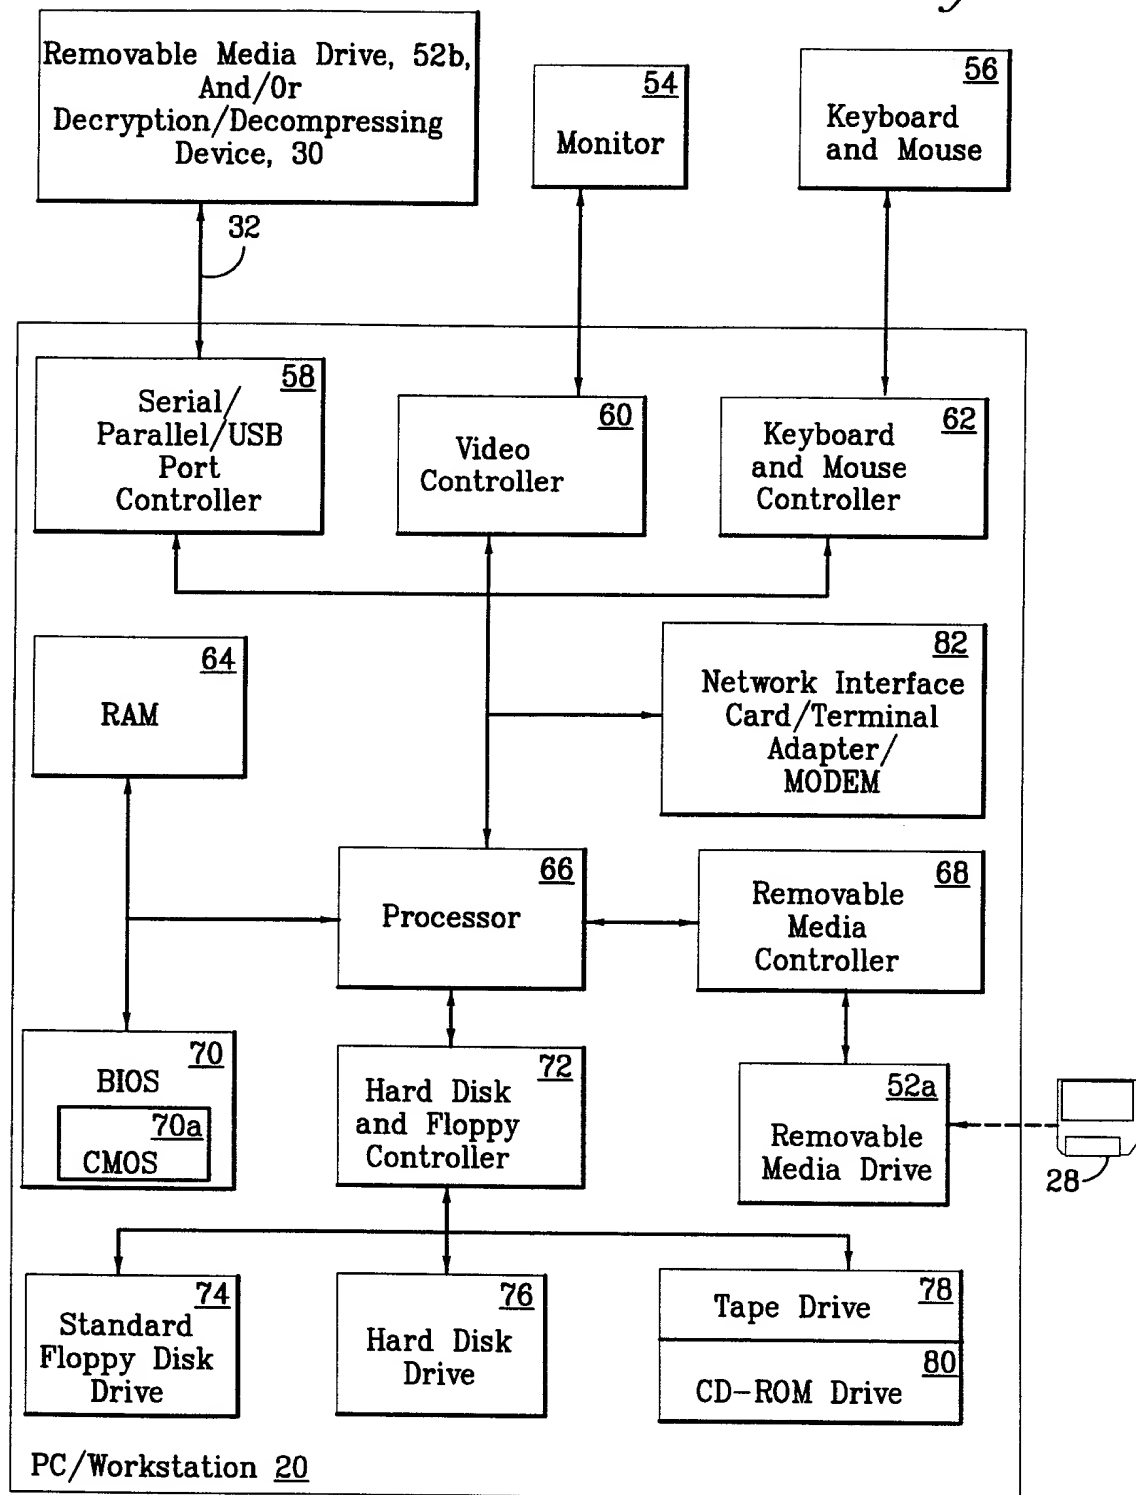 Removable Media Drive, 52b,
And/Or
Decryption/Decompressing
Device, 30
54
Monitor
56
Keyboard
and Mouse
32
58
Serial/
Parallel/USB
Port
Controller
60
Video
Controller
62
Keyboard
and Mouse
Controller
64
RAM
82
Network Interface
Card/Terminal
Adapter/
MODEM
66
Processor
68
Removable
Media
Controller
70
BIOS
70a
CMOS
72
Hard Disk
and Floppy
Controller
52a
Removable
Media Drive
28
74
Standard
Floppy Disk
Drive
76
Hard Disk
Drive
78
Tape Drive
80
CD-ROM Drive
PC/Workstation 20